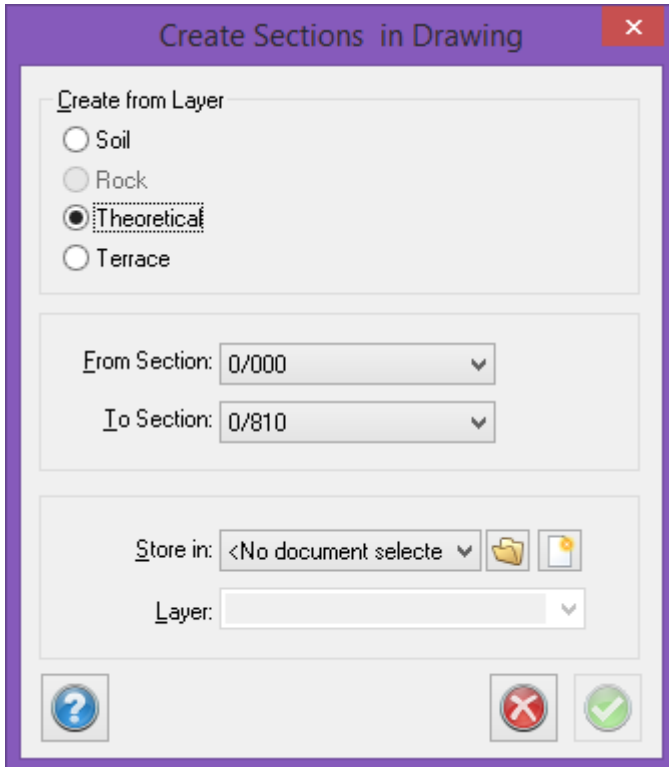 Create Sections  in Drawing
Create from Layer
Soil
Rock
Theoretical
Terrace
From Section: 0/000
To Section: 0/810
Store in: <No document selecte
Layer: